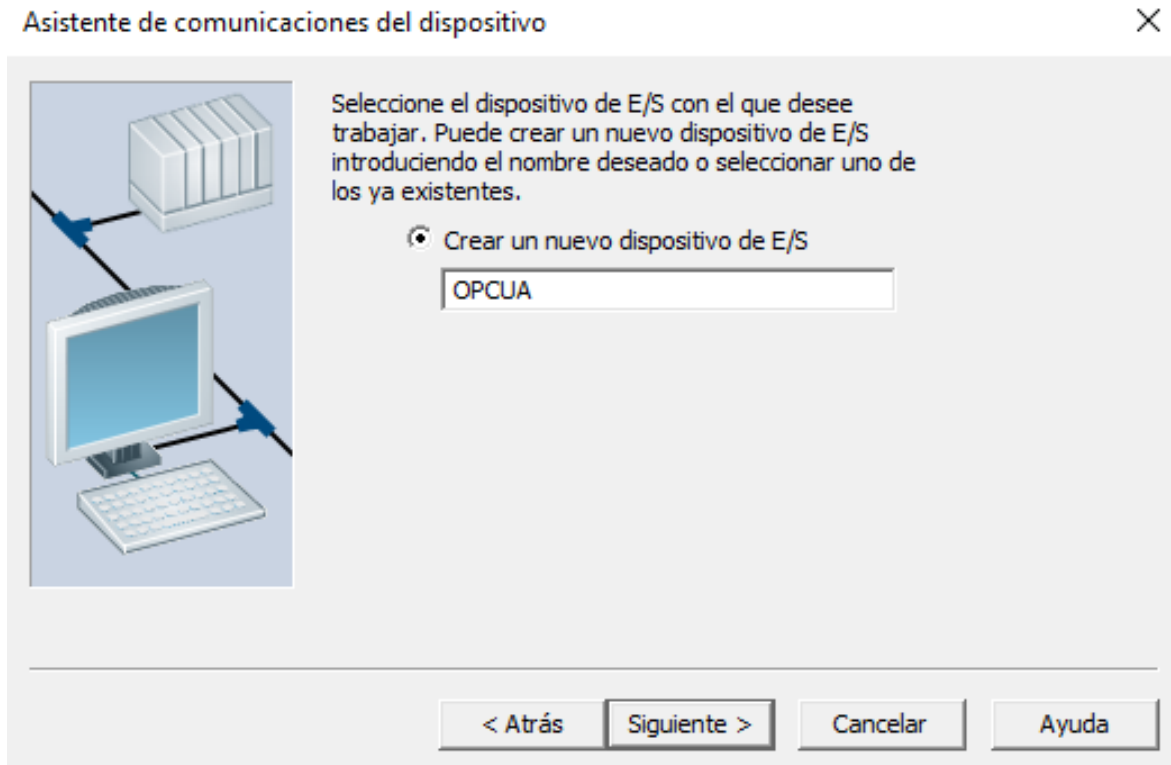 Asistente de comunicaciones del dispositivo
Seleccione el dispositivo de E/S con el que desee
trabajar. Puede crear un nuevo dispositivo de E/S
introduciendo el nombre deseado o seleccionar uno de
los ya existentes.
Crear un nuevo dispositivo de E/S
OPCUA
< Atrás Siguiente > Cancelar Ayuda